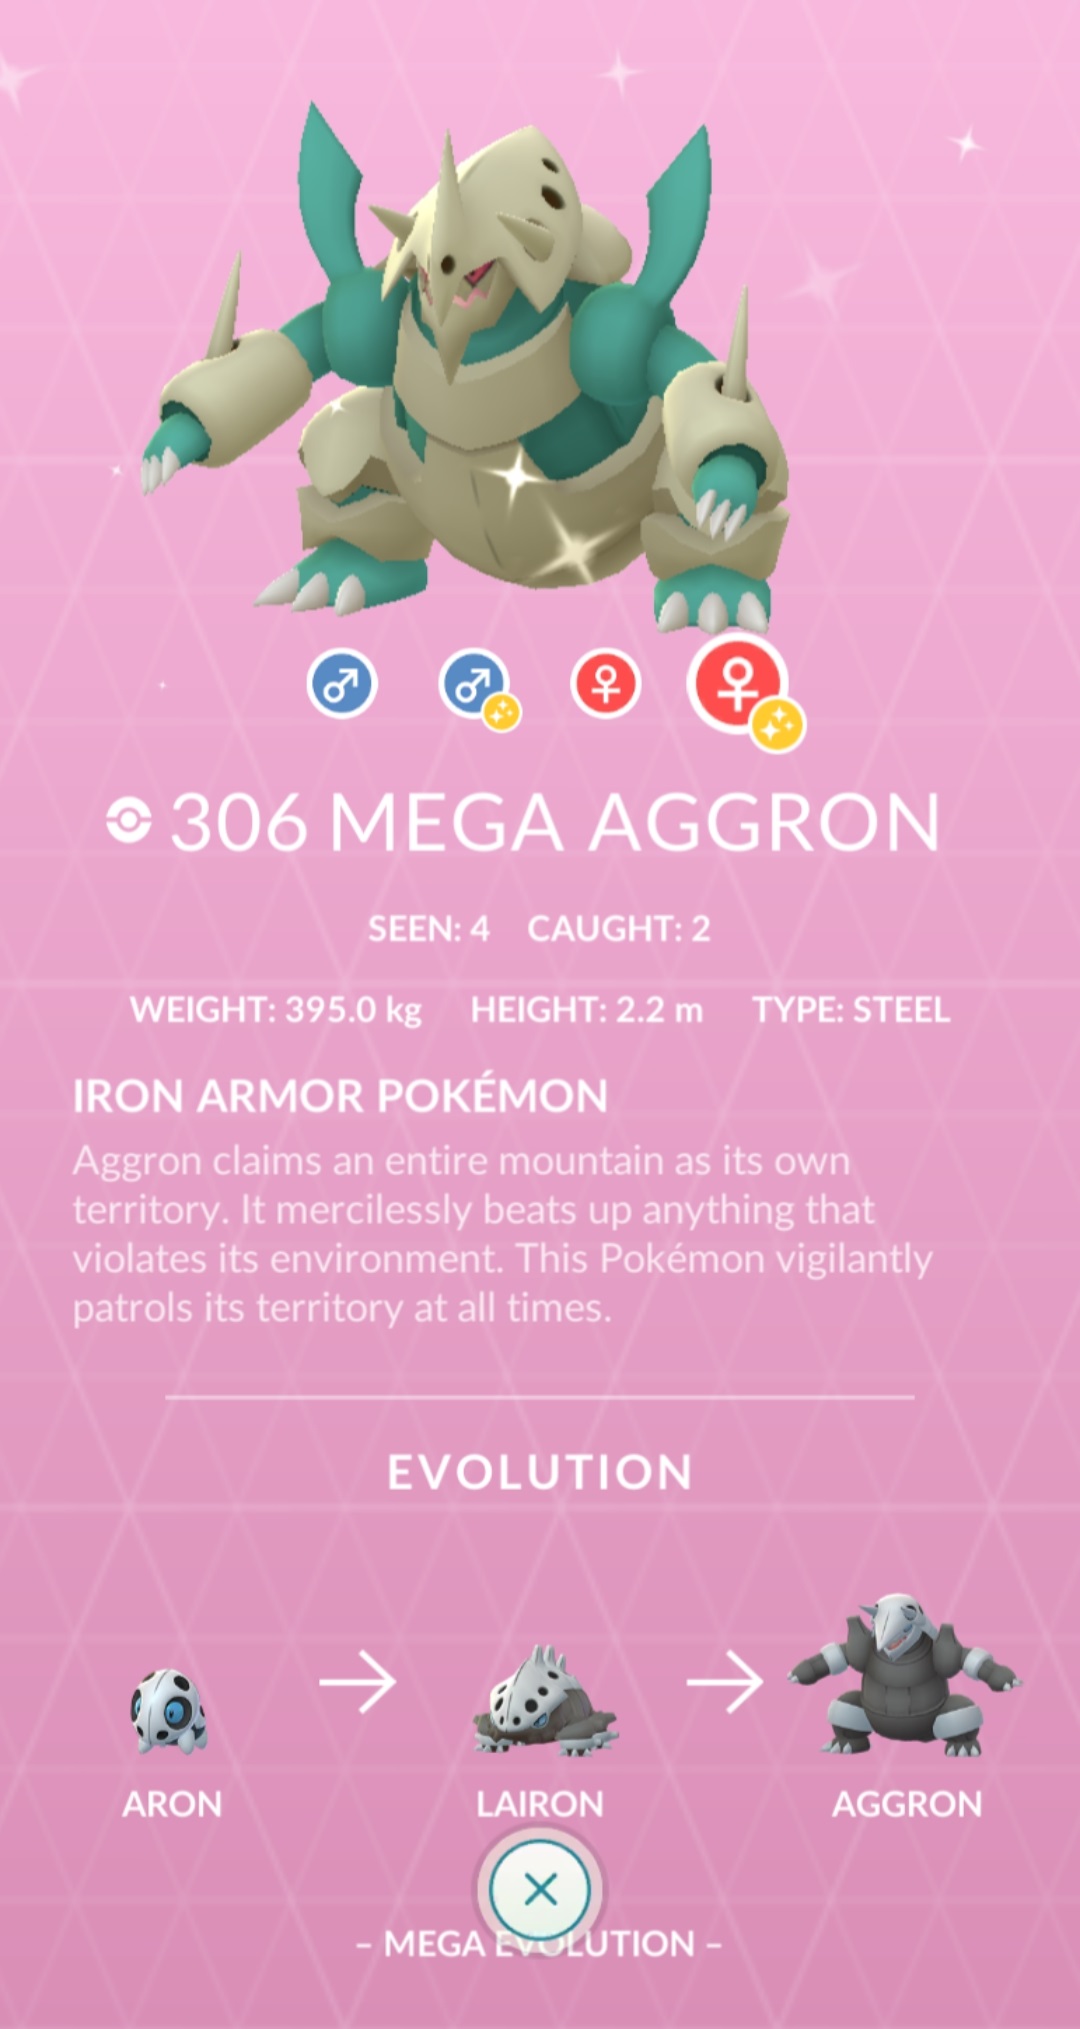 306 MEGA AGGRON
SEEN: 4 CAUGHT: 2
WEIGHT: 395.0 kg HEIGHT: 2.2 m TYPE: STEEL
IRON ARMOR POKÉMON
Aggron claims an entire mountain as its own
territory. It mercilessly beats up anything that
violates its environment. This Pokémon vigilantly
patrols its territory at all times.
EVOLUTION
ARON LAIRON AGGRON
– MEGA EVOLUTION –